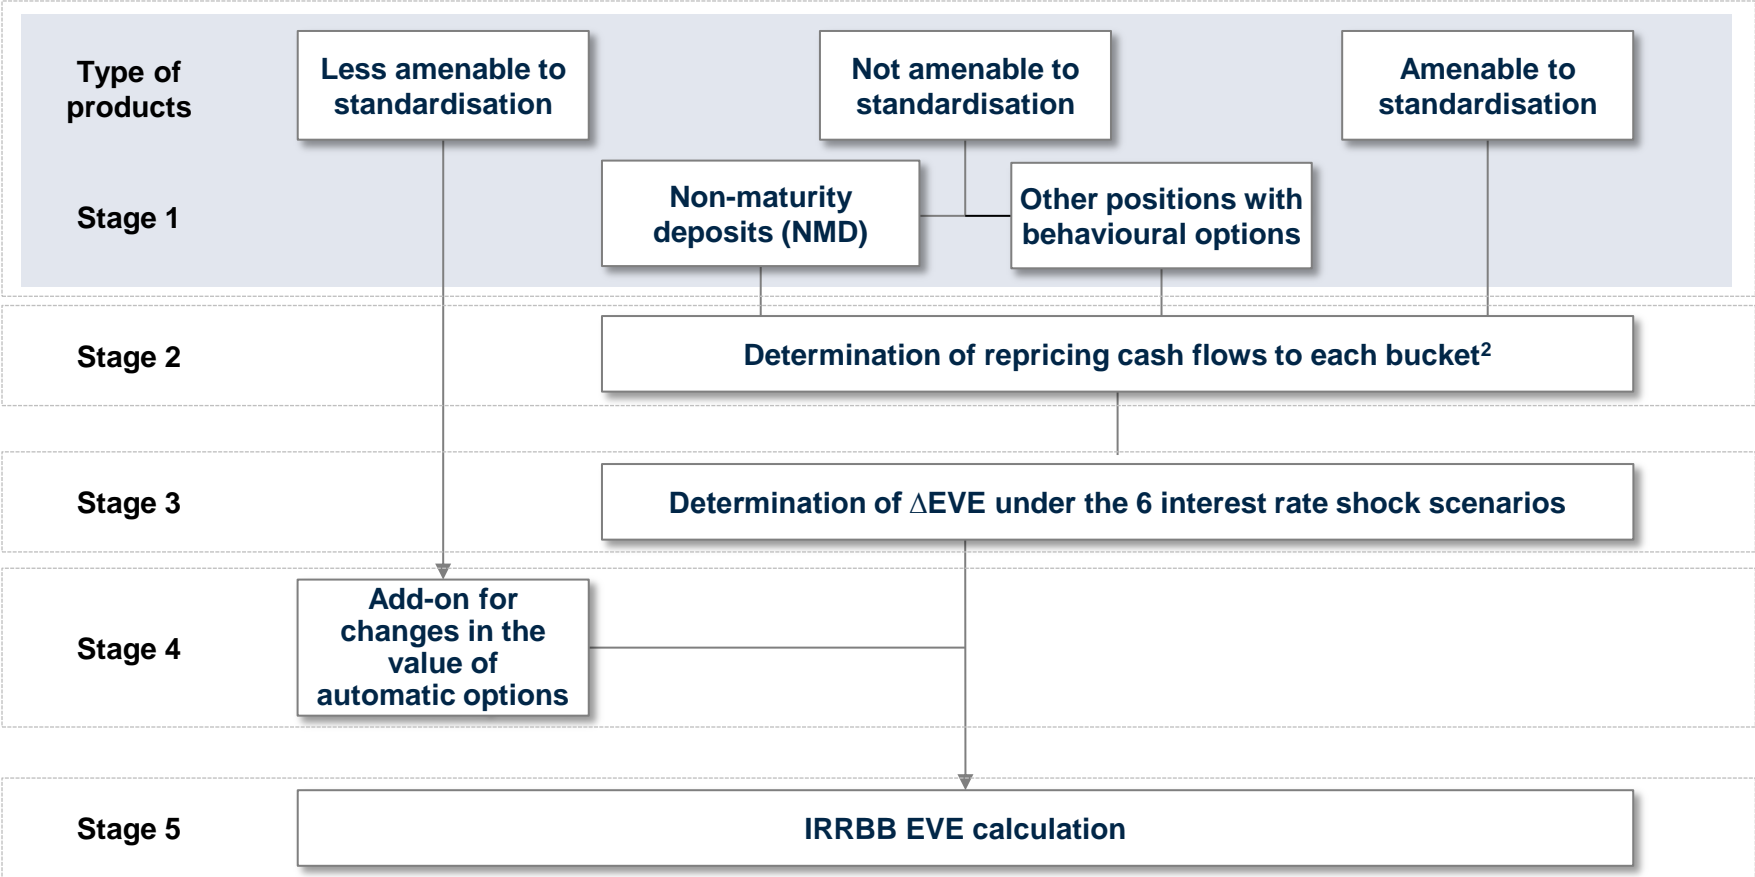 Type of
products
Less amenable to
standardisation
Not amenable to
standardisation
Amenable to
standardisation
Stage 1
Non-maturity
deposits (NMD)
Other positions with
behavioural options
Stage 2
Determination of repricing cash flows to each bucket²
Stage 3
Determination of ΔEVE under the 6 interest rate shock scenarios
Stage 4
Add-on for
changes in the
value of
automatic options
Stage 5
IRRBB EVE calculation